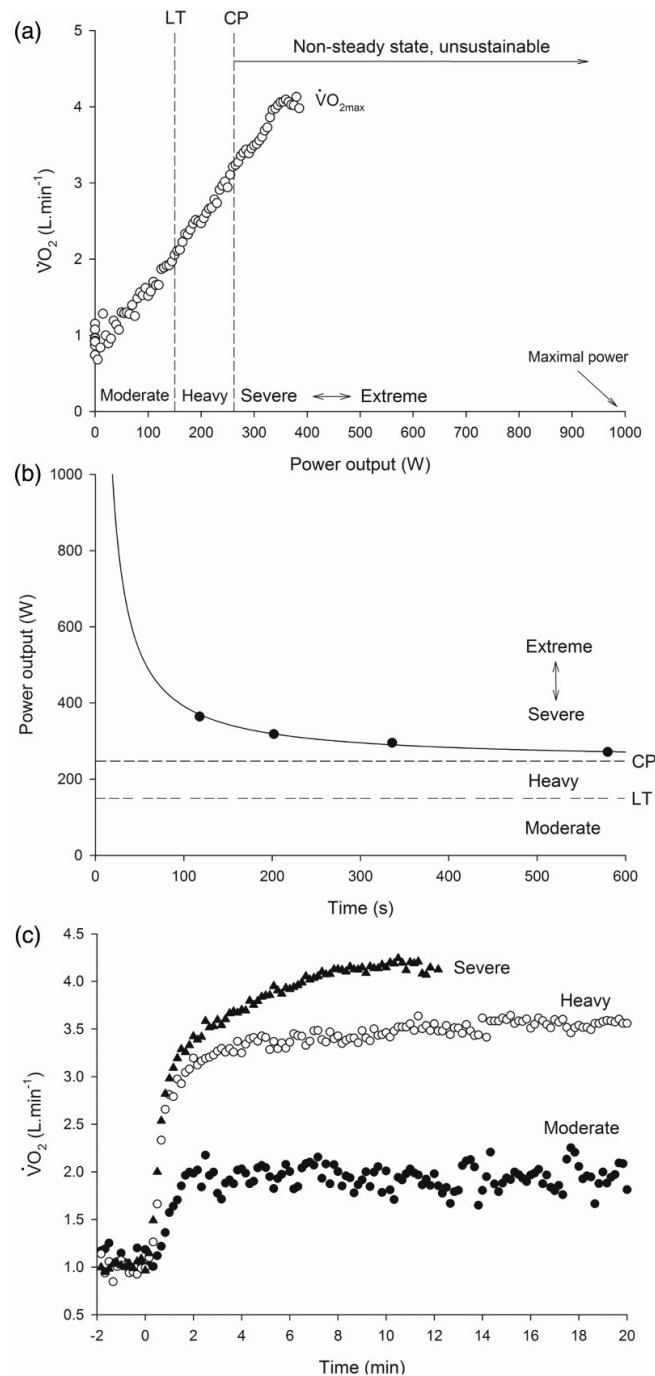 (a)
LT
CP
Non-steady state, unsustainable
V̇O₂max
5
4
3
2
1
0
V̇O₂ (L.min⁻¹)
Maximal power
Moderate
Heavy
Severe
Extreme
0 100 200 300 400 500 600 700 800 900 1000
Power output (W)
(b)
1000
800
600
400
200
0
Power output (W)
Extreme
Severe
CP
Heavy
LT
Moderate
0 100 200 300 400 500 600
Time (s)
(c)
4.5
4.0
3.5
3.0
2.5
2.0
1.5
1.0
0.5
V̇O₂ (L.min⁻¹)
Severe
Heavy
Moderate
-2 0 2 4 6 8 10 12 14 16 18 20
Time (min)